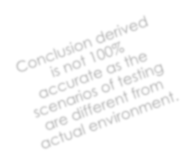 Conclusion derived
is not 100%
accurate as the
scenarios of testing
are different from
actual environment.